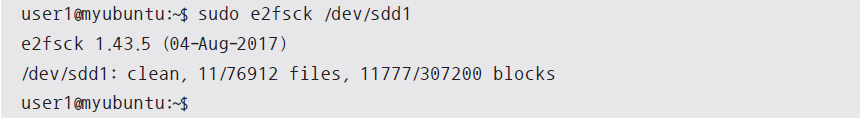 user1@myubuntu:~$ sudo e2fsck /dev/sdd1
e2fsck 1.43.5 (04-Aug-2017)
/dev/sdd1: clean, 11/76912 files, 11777/307200 blocks
user1@myubuntu:~$